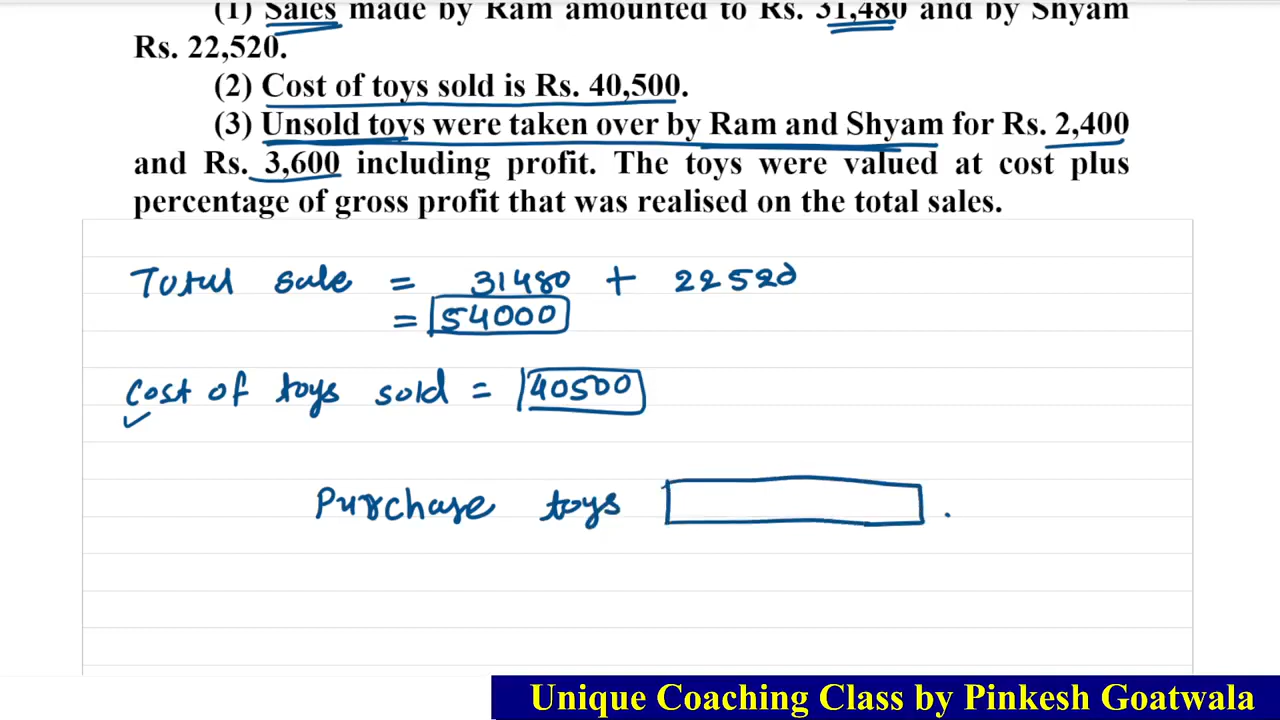 (1) Sales made by Ram amounted to Rs. 31,480 and by Shyam
Rs. 22,520.
(2) Cost of toys sold is Rs. 40,500.
(3) Unsold toys were taken over by Ram and Shyam for Rs. 2,400
and Rs. 3,600 including profit. The toys were valued at cost plus
percentage of gross profit that was realised on the total sales.
Total sale = 31480 + 22520
= 54000
Cost of toys sold = 40500
Purchase toys .
Unique Coaching Class by Pinkesh Goatwala